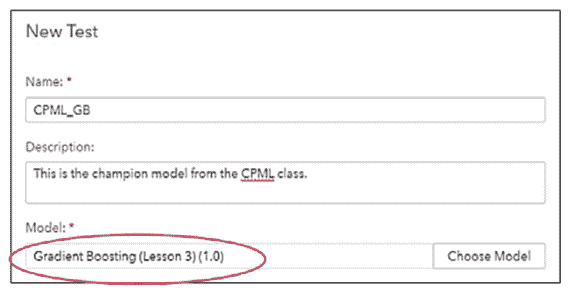 New Test
Name: *
CPML_GB
Description:
This is the champion model from the CPML class.
Model: *
Gradient Boosting (Lesson 3) (1.0)
Choose Model